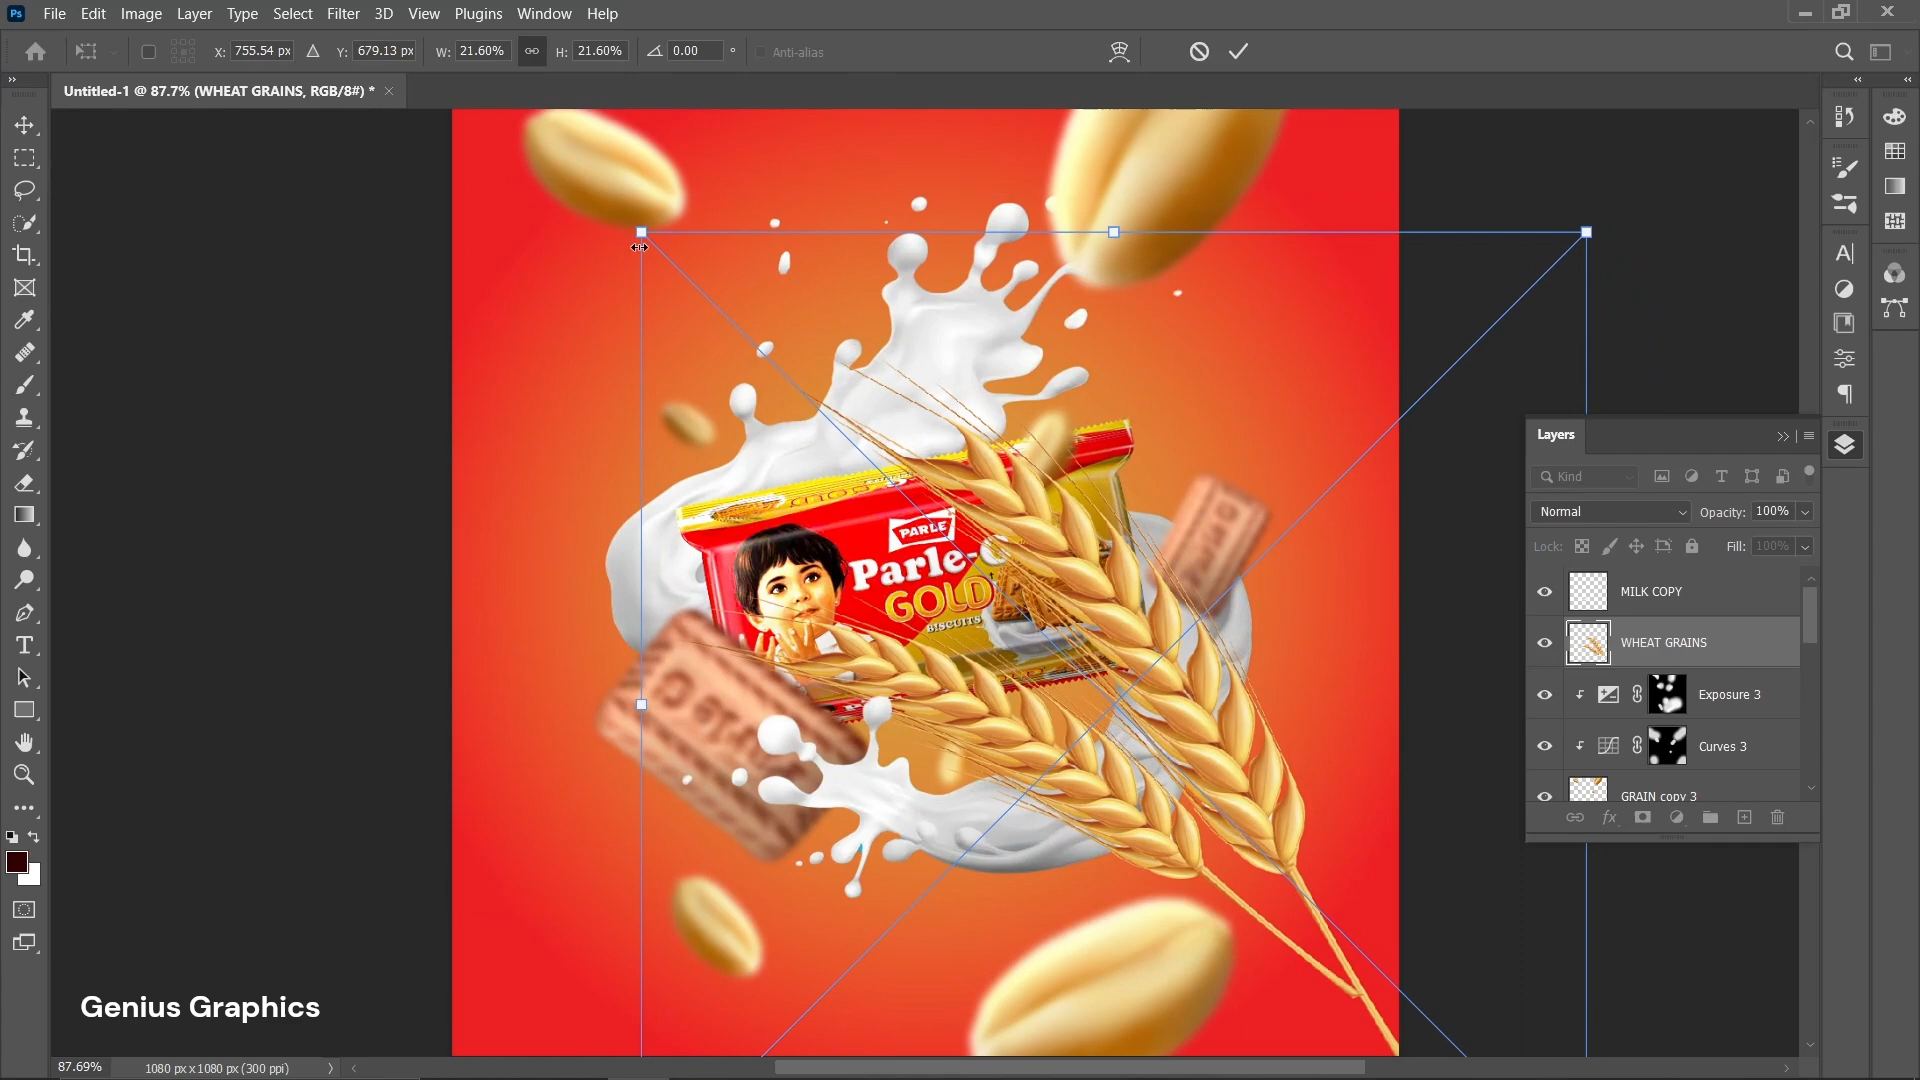 Ps File Edit Image Layer Type Select Filter 3D View Plugins Window Help
X: 755.54 px Y: 679.13 px W: 21.60% H: 21.60% 0.00 ° Anti-alias
Untitled-1 @ 87.7% (WHEAT GRAINS, RGB/8#) * ×
Layers
Kind
Normal Opacity: 100%
Lock: Fill: 100%
MILK COPY
WHEAT GRAINS
Exposure 3
Curves 3
GRAIN copy 3
fx
PARLE
Parle-G
GOLD
BISCUITS
Genius Graphics
87.69% 1080 px x 1080 px (300 ppi)